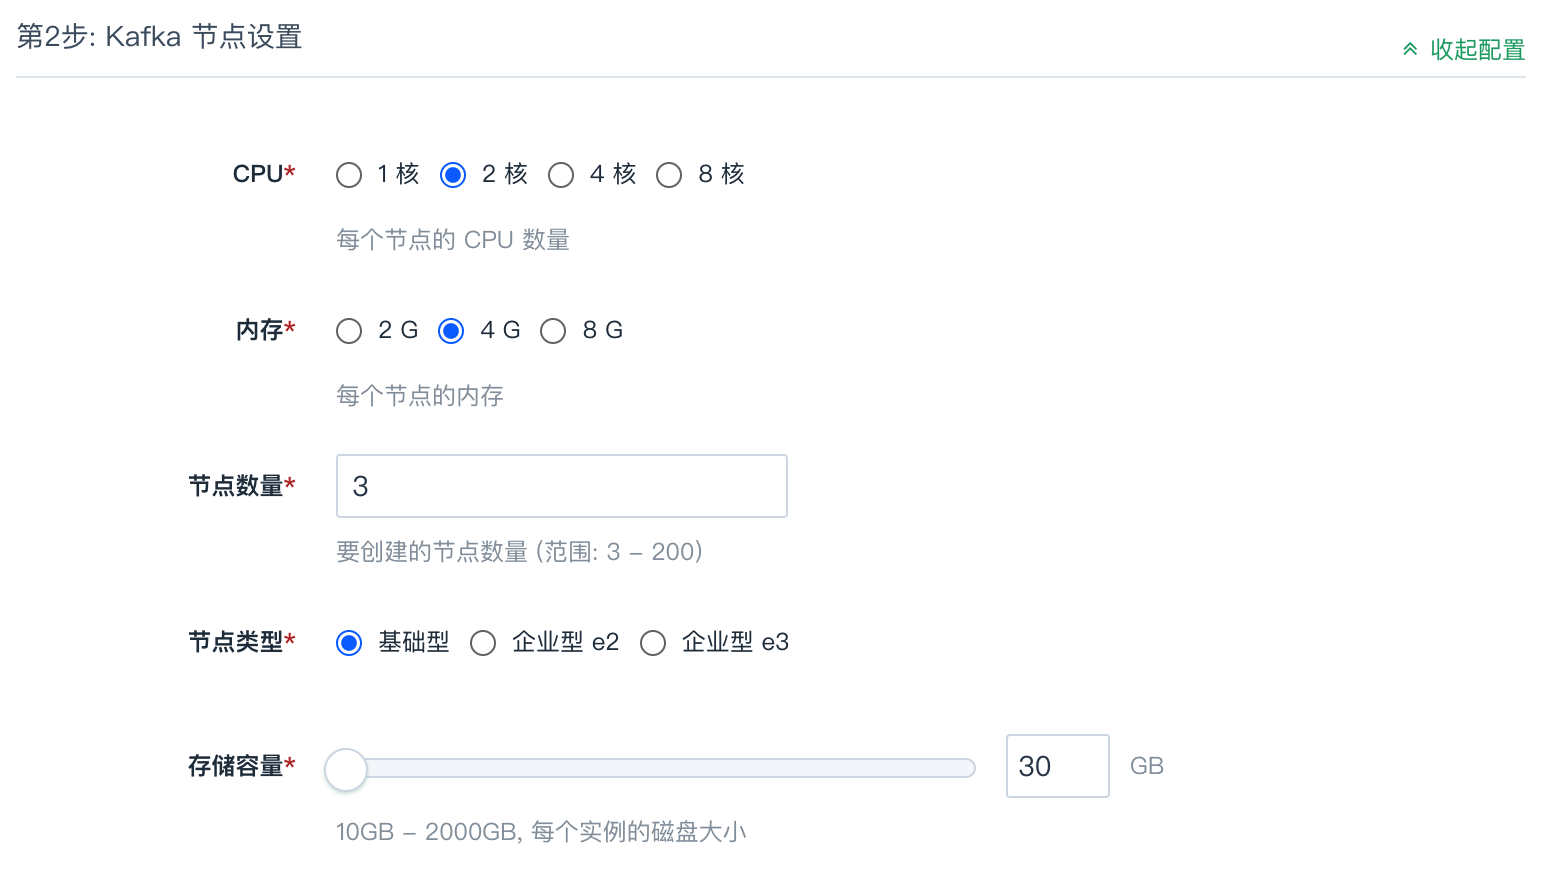 第2步: Kafka 节点设置
收起配置
CPU* 1 核 2 核 4 核 8 核
每个节点的 CPU 数量
内存* 2 G 4 G 8 G
每个节点的内存
节点数量* 3
要创建的节点数量 (范围: 3 – 200)
节点类型* 基础型 企业型 e2 企业型 e3
存储容量* 30 GB
10GB – 2000GB, 每个实例的磁盘大小